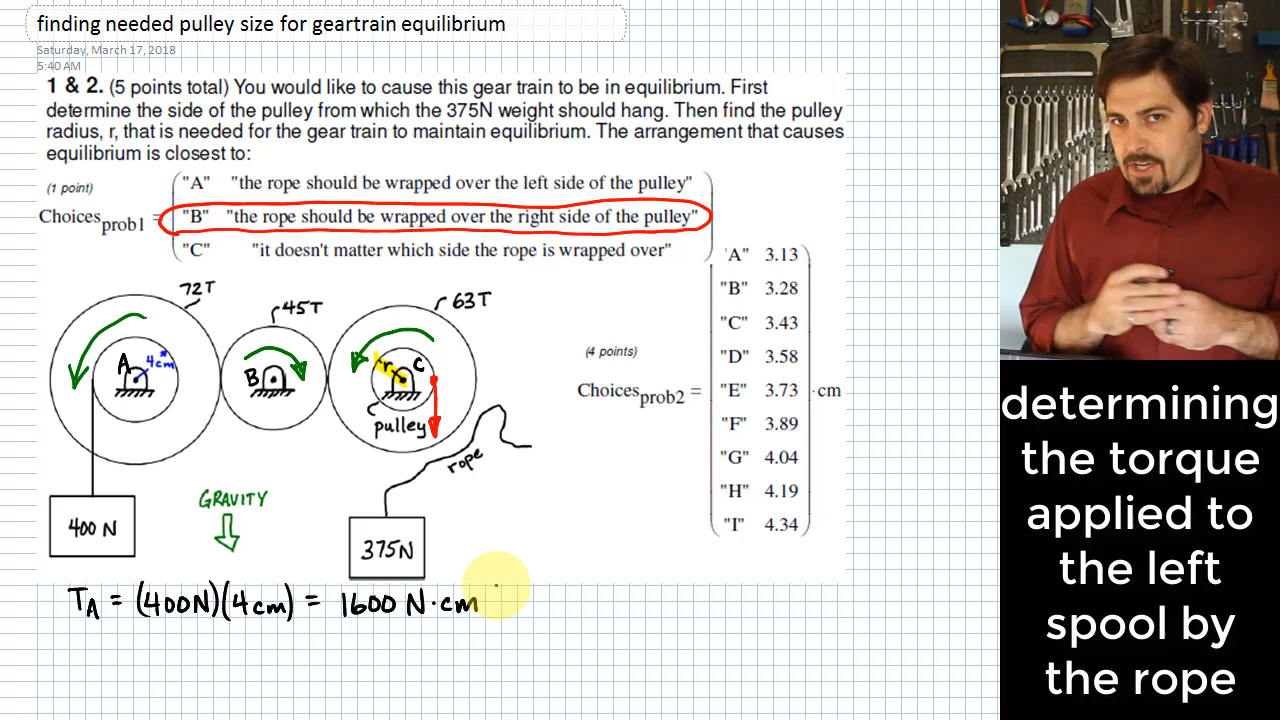 finding needed pulley size for geartrain equilibrium
Saturday, March 17, 2018
5:40 AM
1 & 2. (5 points total) You would like to cause this gear train to be in equilibrium. First
determine the side of the pulley from which the 375N weight should hang. Then find the pulley
radius, r, that is needed for the gear train to maintain equilibrium. The arrangement that causes
equilibrium is closest to:
(1 point)
Choicesprob1 =
"A" "the rope should be wrapped over the left side of the pulley"
"B" "the rope should be wrapped over the right side of the pulley"
"C" "it doesn't matter which side the rope is wrapped over"
(4 points)
Choicesprob2 =
"A" 3.13
"B" 3.28
"C" 3.43
"D" 3.58
"E" 3.73
"F" 3.89
"G" 4.04
"H" 4.19
"I" 4.34
·cm
72T
45T
63T
A
4cm
B
r
C
pulley
rope
GRAVITY
400 N
375N
TA = (400N)(4cm) = 1600 N·cm
determining
the torque
applied to
the left
spool by
the rope